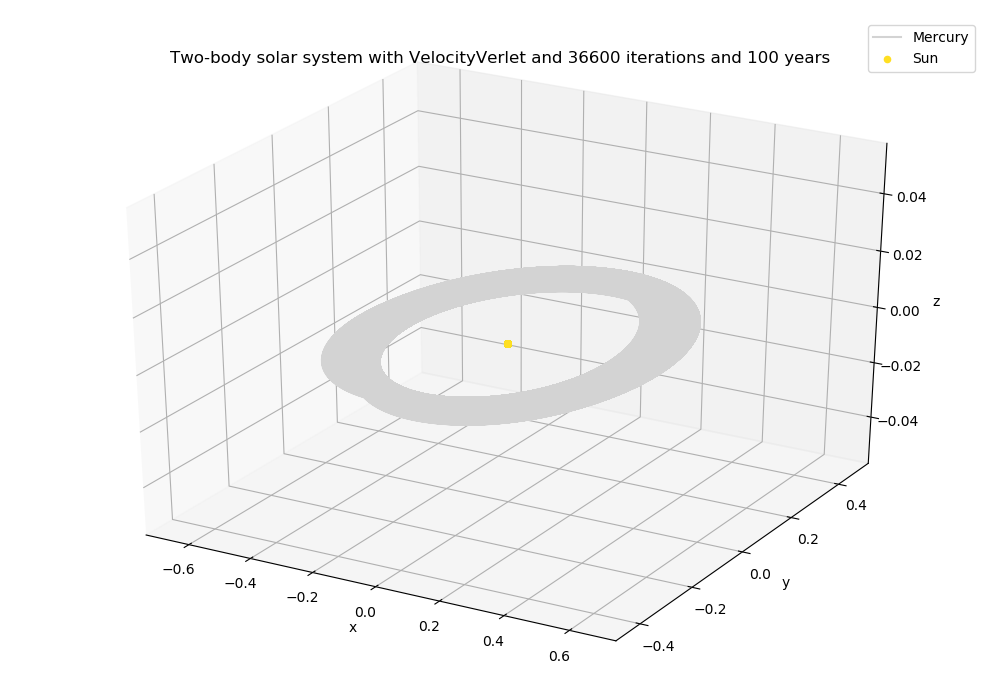 Two-body solar system with VelocityVerlet and 36600 iterations and 100 years
Mercury
Sun
0.04
0.02
0.00
−0.02
−0.04
z
0.4
0.2
0.0
−0.2
−0.4
y
−0.6
−0.4
−0.2
0.0
0.2
0.4
0.6
x